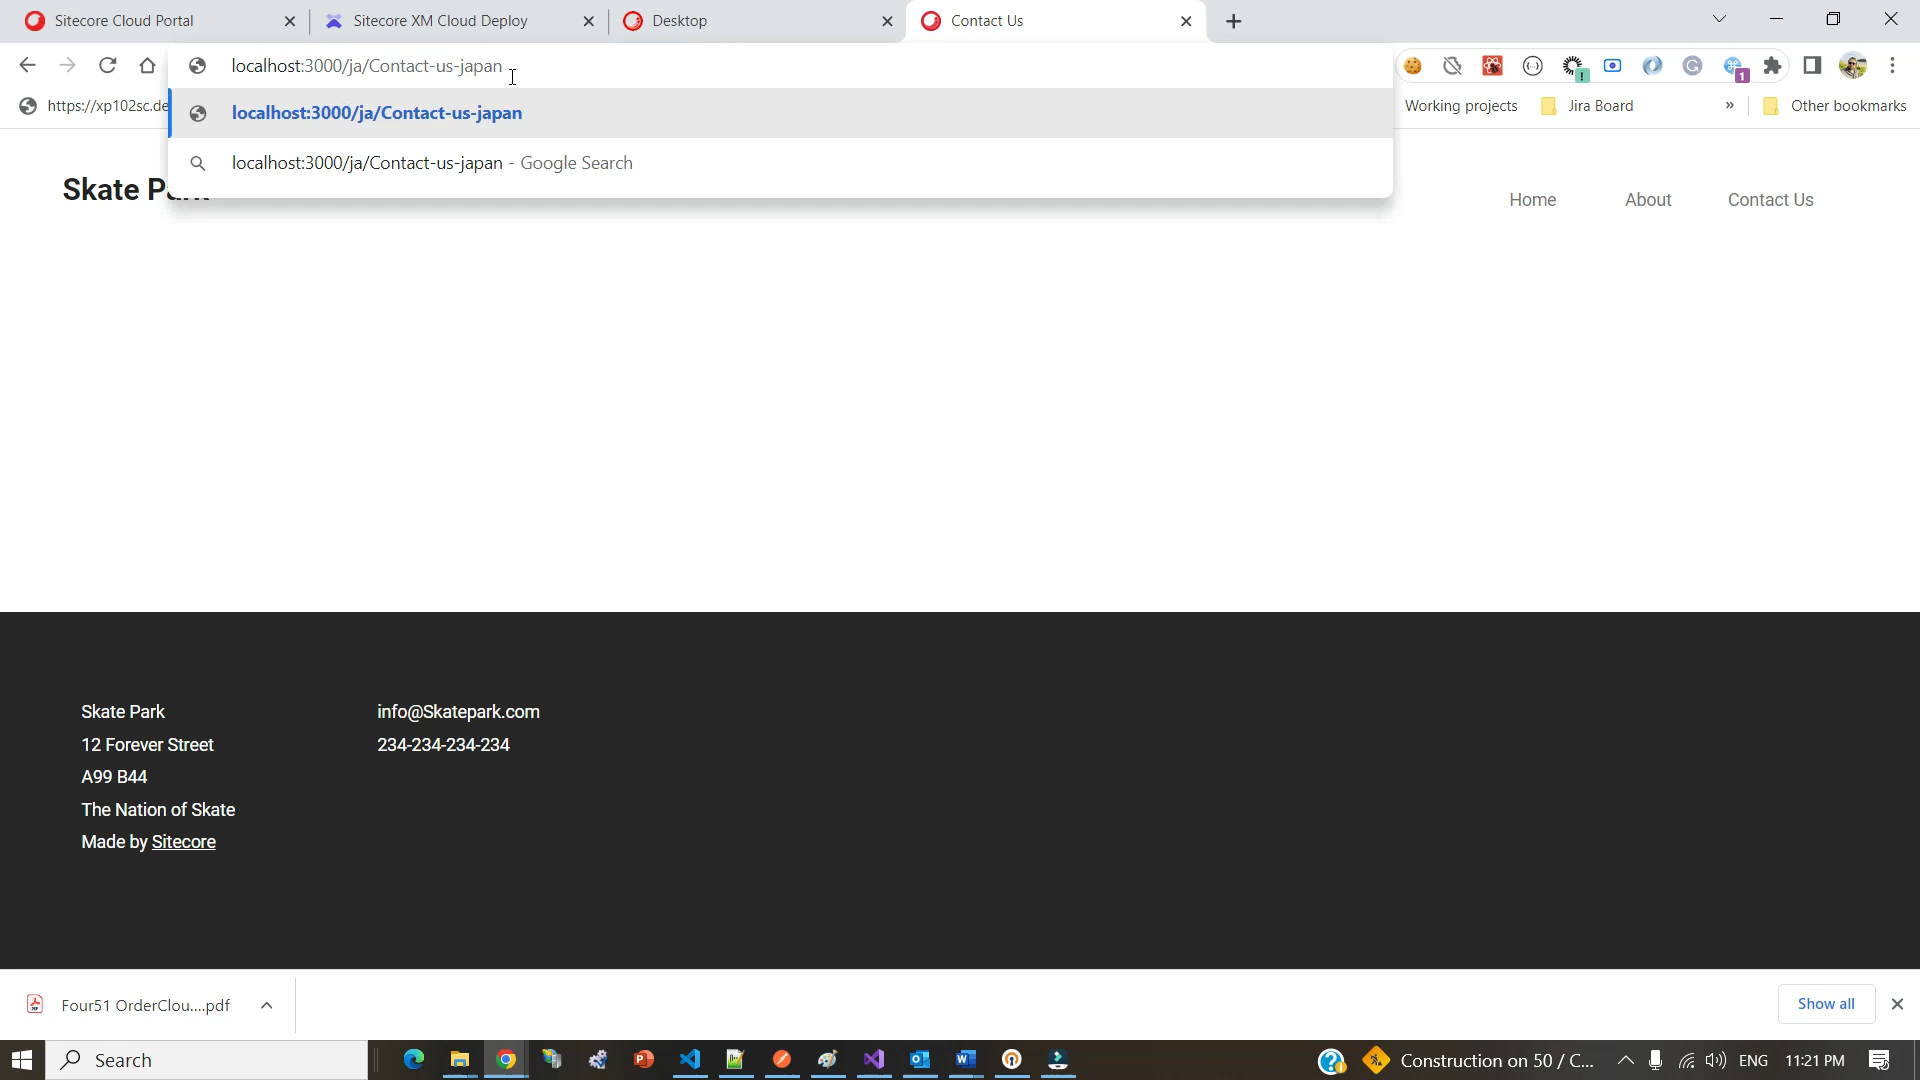 Sitecore Cloud Portal
Sitecore XM Cloud Deploy
Desktop
Contact Us
localhost:3000/ja/Contact-us-japan
1
https://xp102sc.de
localhost:3000/ja/Contact-us-japan
Working projects
Jira Board
»
Other bookmarks
localhost:3000/ja/Contact-us-japan - Google Search
Skate Park
Home
About
Contact Us
Skate Park
12 Forever Street
A99 B44
The Nation of Skate
Made by Sitecore
info@Skatepark.com
234-234-234-234
Four51 OrderClou....pdf
Show all
Search
Construction on 50 / C...
ENG
11:21 PM